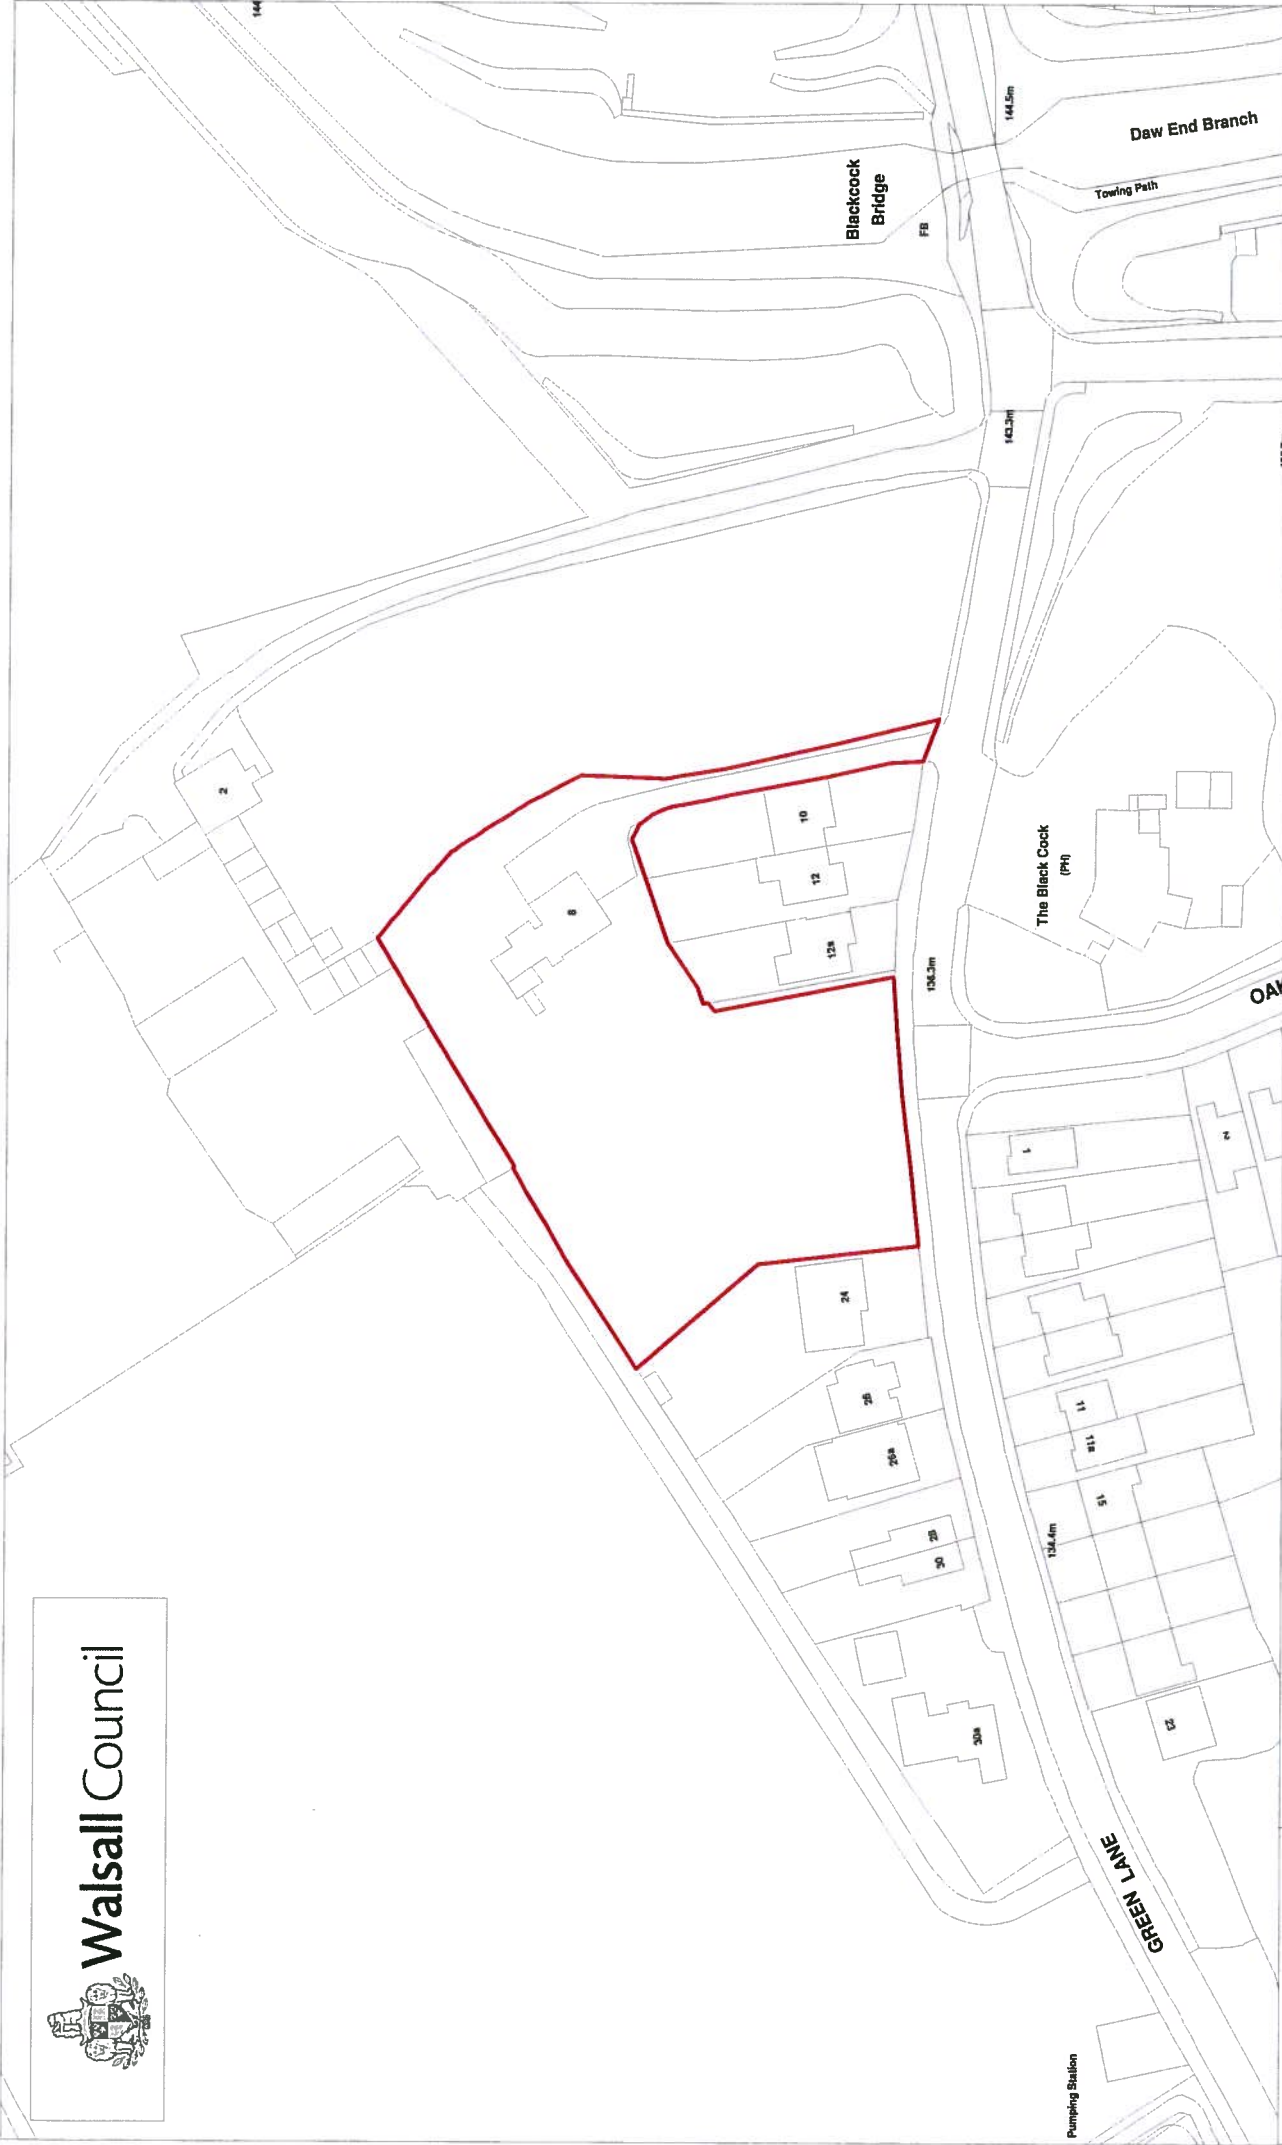 Walsall Council
144
Blackcock
Bridge
FB
144.5m
Daw End Branch
Towing Path
143.3m
2
8
10
12
12a
The Black Cock
(PH)
136.3m
OAK
24
26
26a
28
30
30a
1
2
11
11a
15
134.4m
23
GREEN LANE
Pumping Station